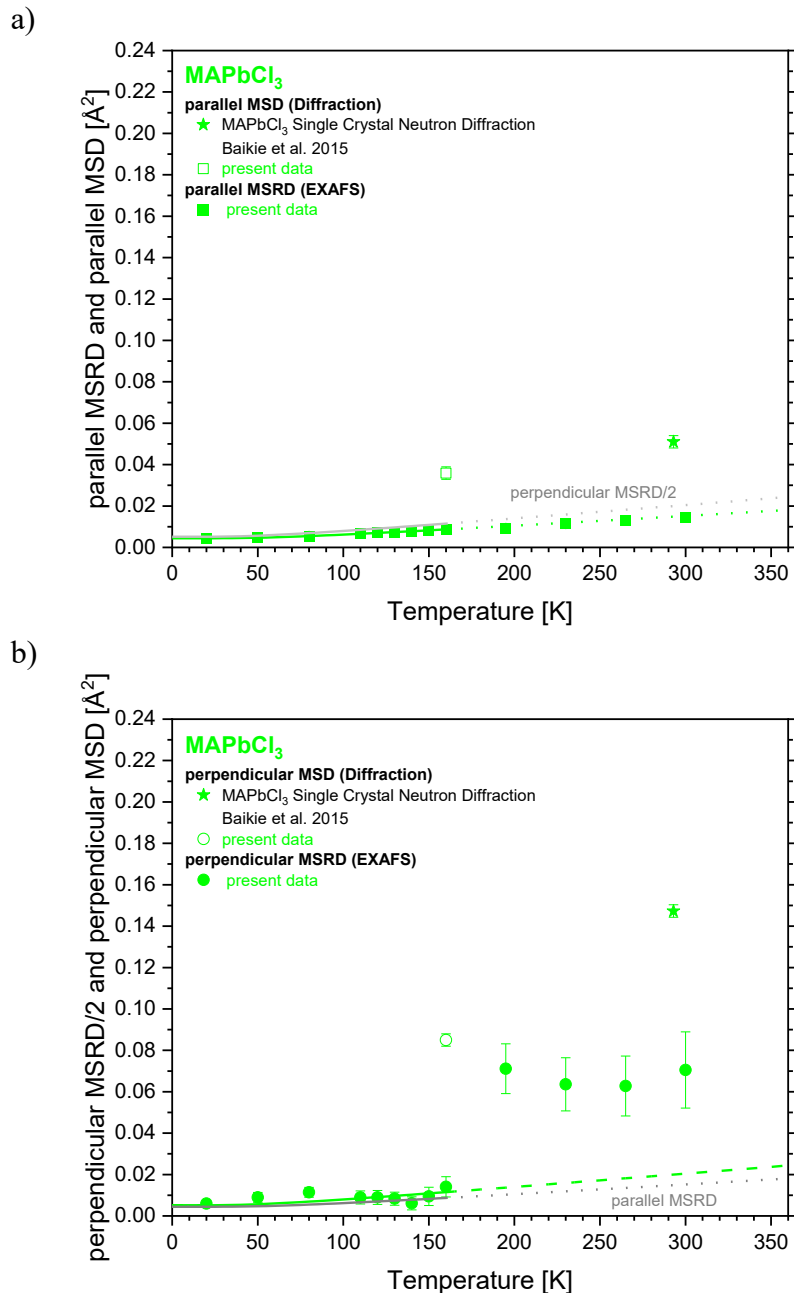 a)
parallel MSRD and parallel MSD [Å²]
0.24
0.22
0.20
0.18
0.16
0.14
0.12
0.10
0.08
0.06
0.04
0.02
0.00
MAPbCl₃
parallel MSD (Diffraction)
MAPbCl₃ Single Crystal Neutron Diffraction
Baikie et al. 2015
present data
parallel MSRD (EXAFS)
present data
perpendicular MSRD/2
0 50 100 150 200 250 300 350
Temperature [K]
b)
perpendicular MSRD/2 and perpendicular MSD [Å²]
0.24
0.22
0.20
0.18
0.16
0.14
0.12
0.10
0.08
0.06
0.04
0.02
0.00
MAPbCl₃
perpendicular MSD (Diffraction)
MAPbCl₃ Single Crystal Neutron Diffraction
Baikie et al. 2015
present data
perpendicular MSRD (EXAFS)
present data
parallel MSRD
0 50 100 150 200 250 300 350
Temperature [K]